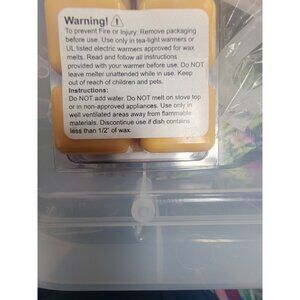 Warning!
To prevent Fire or Injury: Remove packaging
before use. Use only in tea-light warmers or
UL listed electric warmers approved for wax
melts. Read and follow all instructions
provided with your warmer before use. Do NOT
leave melter unattended while in use. Keep
out of reach of children and pets.
Instructions:
Do NOT add water. Do NOT melt on stove top
or in non-approved appliances. Use only in
well ventilated areas away from flammable
materials. Discontinue use if dish contains
less than 1/2" of wax.